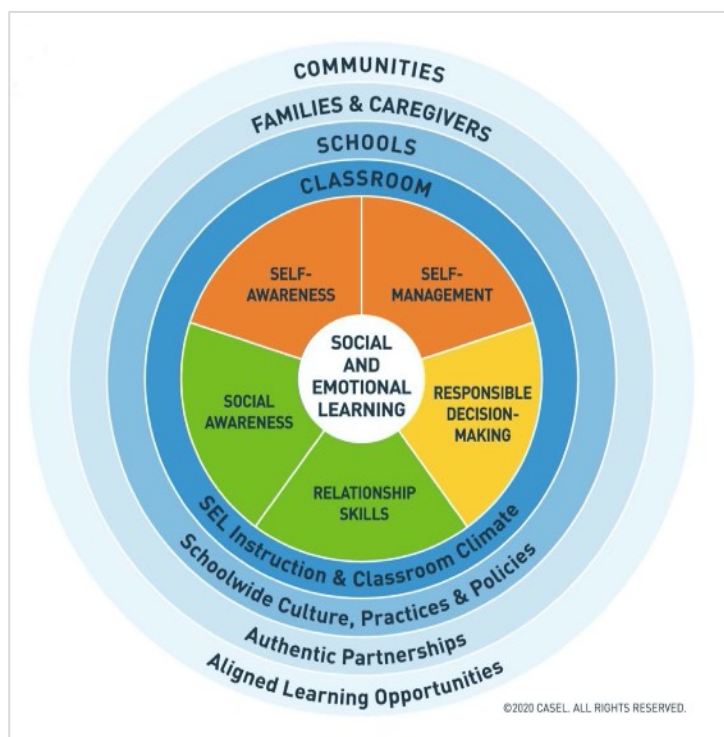 COMMUNITIES
FAMILIES & CAREGIVERS
SCHOOLS
CLASSROOM
SELF-
AWARENESS
SELF-
MANAGEMENT
SOCIAL
AND
EMOTIONAL
LEARNING
SOCIAL
AWARENESS
RESPONSIBLE
DECISION-
MAKING
RELATIONSHIP
SKILLS
SEL Instruction & Classroom Climate
Schoolwide Culture, Practices & Policies
Authentic Partnerships
Aligned Learning Opportunities
©2020 CASEL. ALL RIGHTS RESERVED.